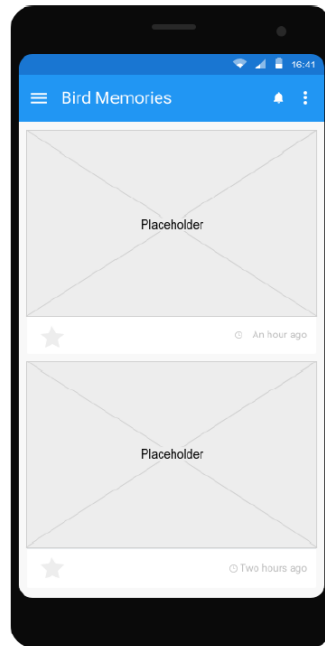 16:41
Bird Memories
Placeholder
An hour ago
Placeholder
Two hours ago